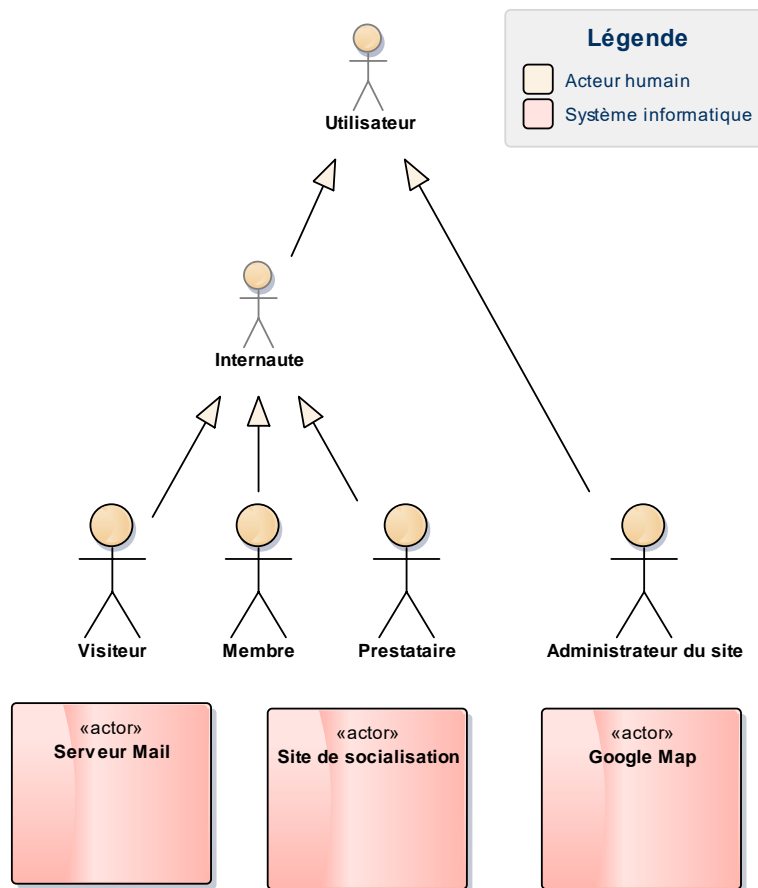 Légende
Acteur humain
Système informatique
Utilisateur
Internaute
Visiteur
Membre
Prestataire
Administrateur du site
«actor»
Serveur Mail
«actor»
Site de socialisation
«actor»
Google Map